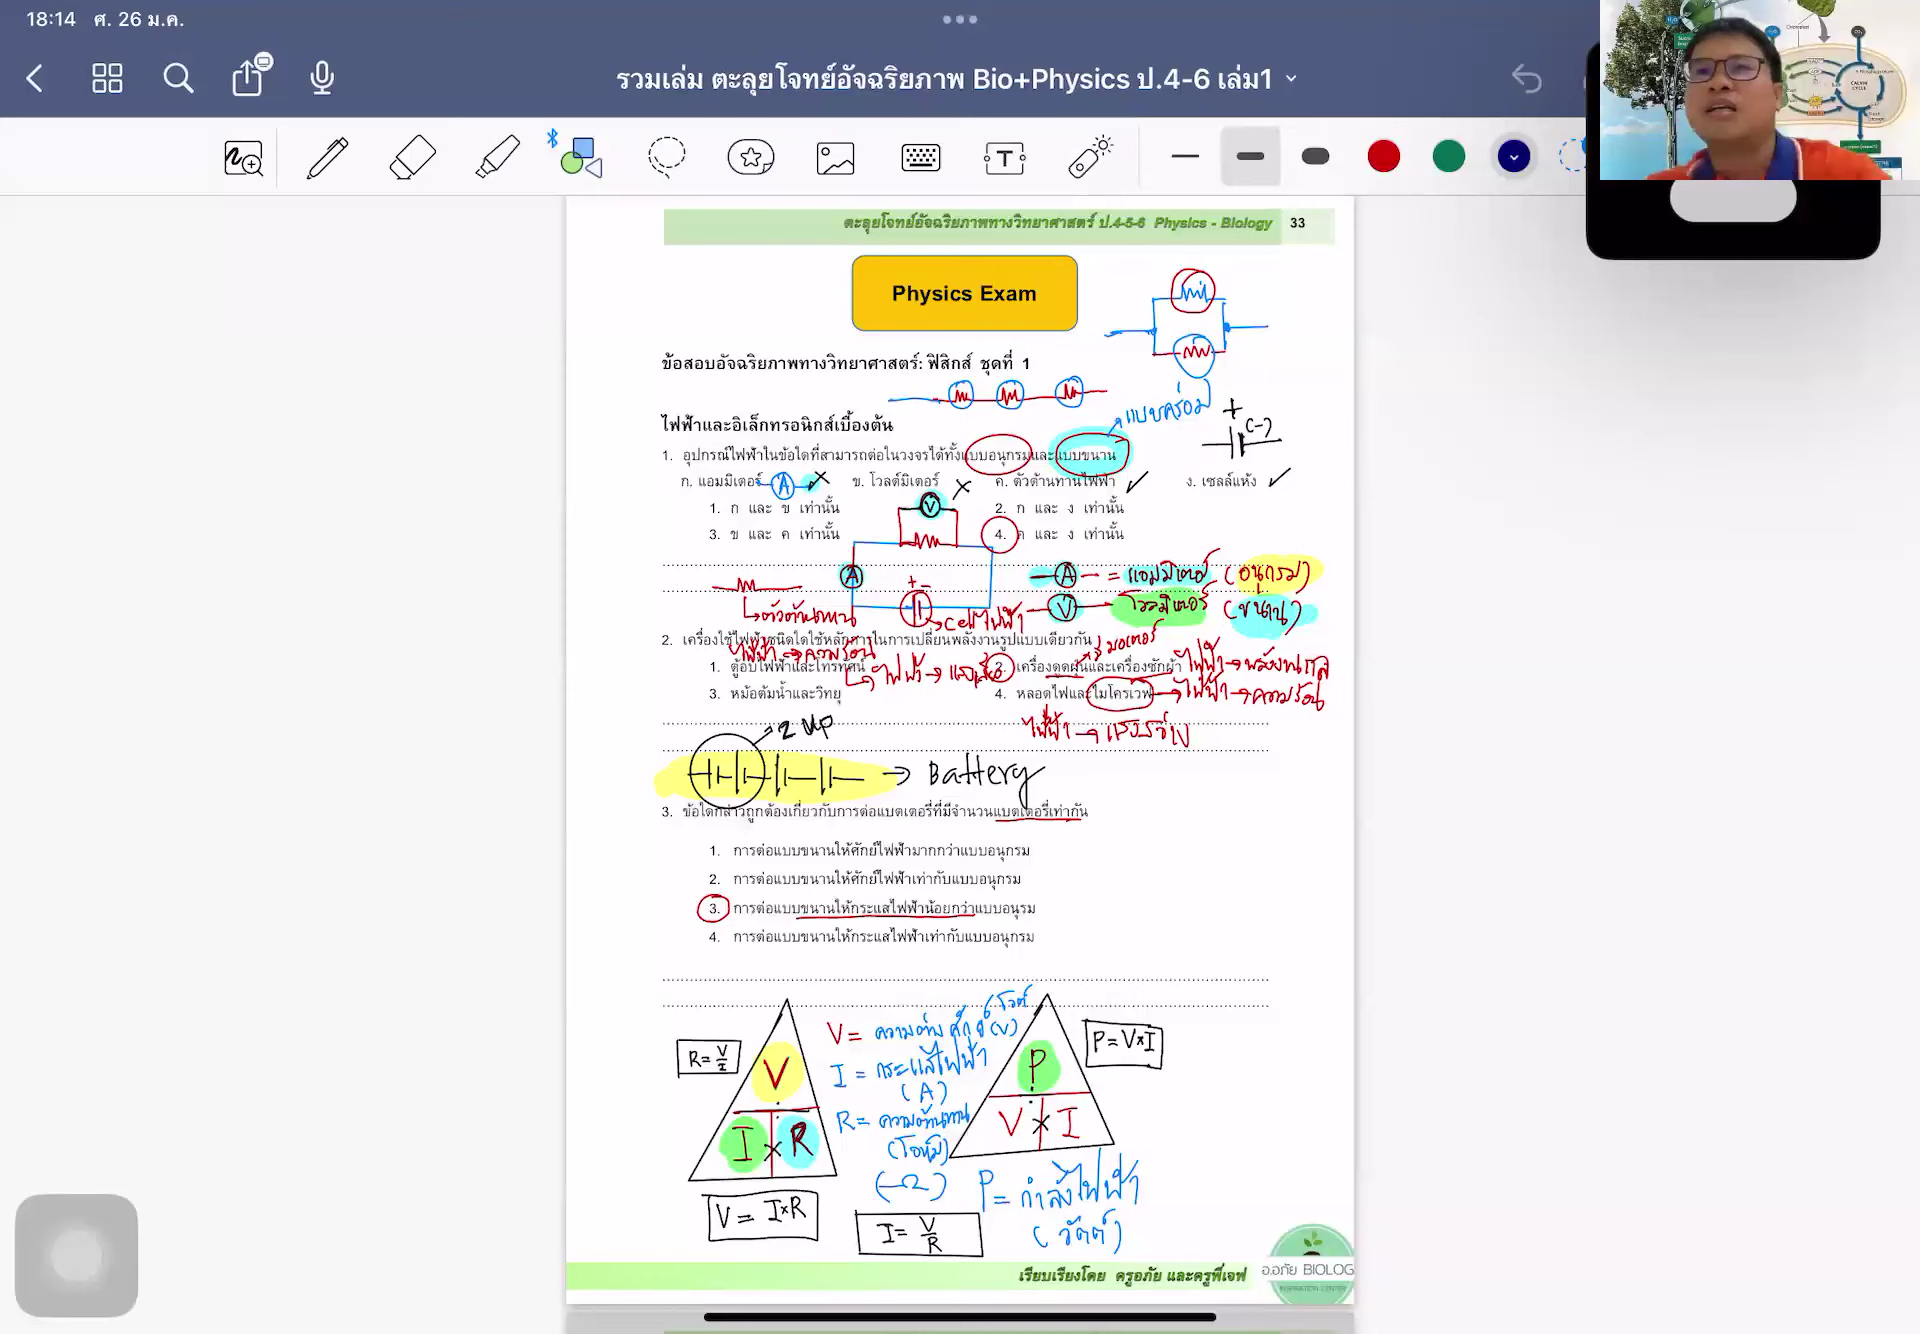 18:14 ศ. 26 ม.ค.
รวมเล่ม ตะลุยโจทย์อัจฉริยภาพ Bio+Physics ป.4-6 เล่ม1
ตะลุยโจทย์อัจฉริยภาพทางวิทยาศาสตร์ ป.4-5-6 Physics - Biology 33
Physics Exam
ข้อสอบอัจฉริยภาพทางวิทยาศาสตร์: ฟิสิกส์ ชุดที่ 1
แบบคร่อม
+
(-)
ไฟฟ้าและอิเล็กทรอนิกส์เบื้องต้น
1. อุปกรณ์ไฟฟ้าในข้อใดที่สามารถต่อในวงจรได้ทั้งแบบอนุกรมและแบบขนาน
ก. แอมมิเตอร์ A ข. โวลต์มิเตอร์ ค. ตัวต้านทานไฟฟ้า ง. เซลล์แห้ง
1. ก และ ข เท่านั้น 2. ก และ ง เท่านั้น
V
3. ข และ ค เท่านั้น 4. ค และ ง เท่านั้น
A + - A = แอมมิเตอร์ (อนุกรม)
ตัวต้านทาน Cellไฟฟ้า V โวลมิเตอร์ (ขนาน)
2. เครื่องใช้ไฟฟ้าชนิดใดใช้หลักการในการเปลี่ยนพลังงานรูปแบบเดียวกัน มอเตอร์
ไฟฟ้า → ความร้อน
1. ตู้อบไฟฟ้าและโทรทัศน์ ไฟฟ้า → 2. เครื่องดูดฝุ่นและเครื่องซักผ้า ไฟฟ้า → พลังงานกล
3. หม้อต้มน้ำและวิทยุ 4. หลอดไฟและไมโครเวฟ → ไฟฟ้า → ความร้อน
ไฟฟ้า → แสงสว่าง
→ Battery
3. ข้อใดกล่าวถูกต้องเกี่ยวกับการต่อแบตเตอรี่ที่มีจำนวนแบตเตอรี่เท่ากัน
1. การต่อแบบขนานให้ศักย์ไฟฟ้ามากกว่าแบบอนุกรม
2. การต่อแบบขนานให้ศักย์ไฟฟ้าเท่ากับแบบอนุกรม
3. การต่อแบบขนานให้กระแสไฟฟ้าน้อยกว่าแบบอนุรม
4. การต่อแบบขนานให้กระแสไฟฟ้าเท่ากับแบบอนุกรม
R = V/I
V
I x R
V = I×R
V = ความต่างศักย์ (V) โวลต์
I = กระแสไฟฟ้า
(A)
R = ความต้านทาน
(โอห์ม)
(Ω)
I = V/R
P
V x I
P = V×I
P = กำลังไฟฟ้า
(วัตต์)
เรียบเรียงโดย ครูอภัย และครูพี่เจฟ
อ.อภัย BIOLOG
INSPIRATION CENTER